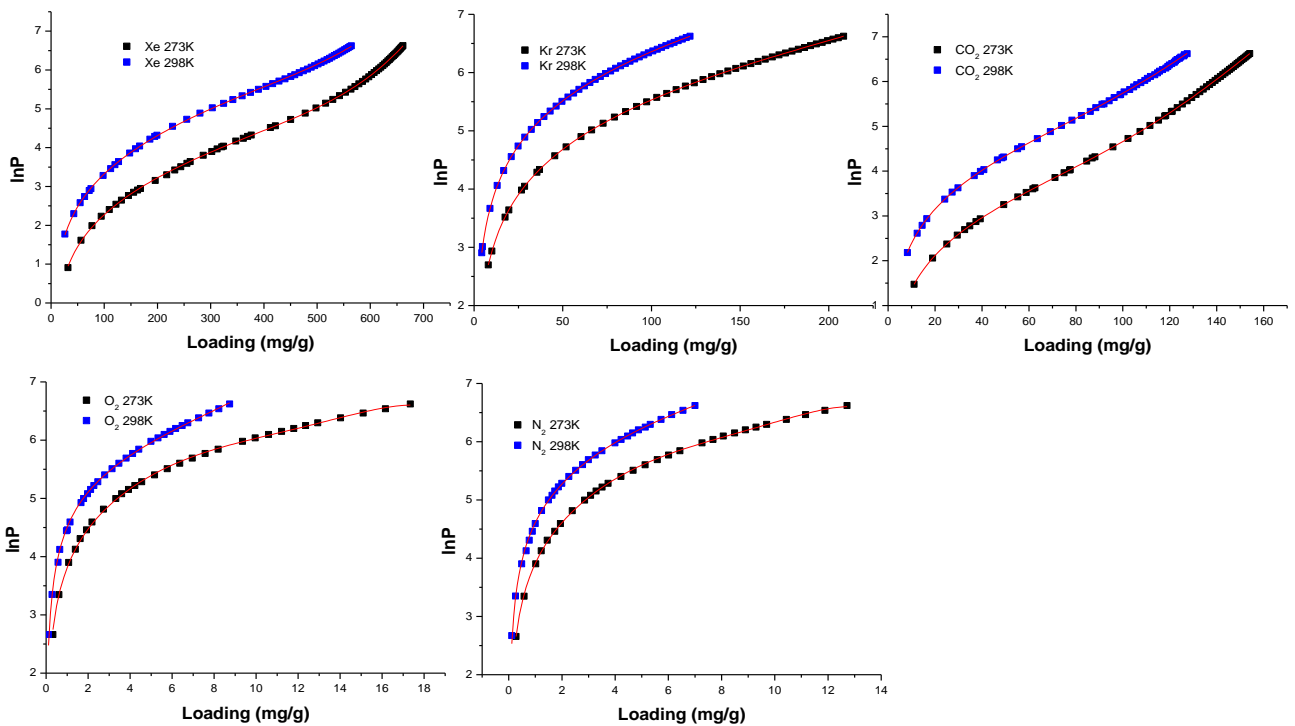 7
6
5
4
3
2
1
0
lnP
Xe 273K
Xe 298K
0 100 200 300 400 500 600 700
Loading (mg/g)
7
6
5
4
3
2
Kr 273K
Kr 298K
0 50 100 150 200
Loading (mg/g)
7
6
5
4
3
2
1
lnP
CO2 273K
CO2 298K
20 40 60 80 100 120 140 160
Loading (mg/g)
7
6
5
4
3
2
lnP
O2 273K
O2 298K
0 2 4 6 8 10 12 14 16 18
Loading (mg/g)
7
6
5
4
3
2
lnP
N2 273K
N2 298K
0 2 4 6 8 10 12 14
Loading (mg/g)